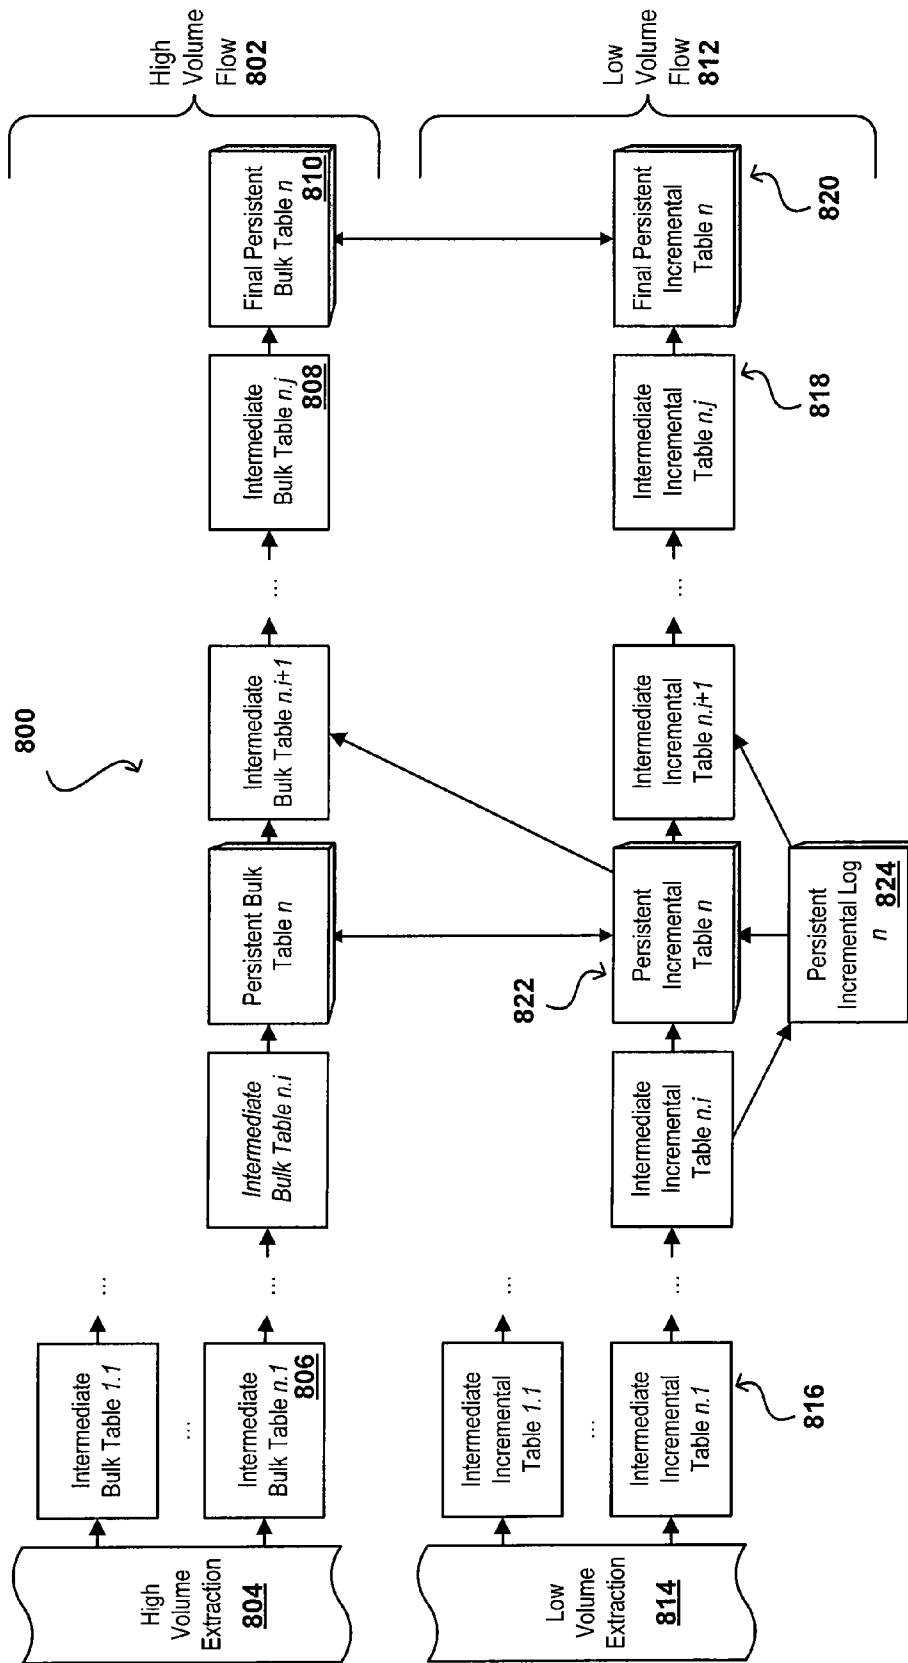 800
High
Volume
Extraction
804
Intermediate
Bulk Table 1.1
...
...
Intermediate
Bulk Table n.1
806
...
Intermediate
Bulk Table n.i
Persistent Bulk
Table n
Intermediate
Bulk Table n.i+1
...
Intermediate
Bulk Table n.j
808
Final Persistent
Bulk Table n
810
High
Volume
Flow
802
Low
Volume
Extraction
814
Intermediate
Incremental
Table 1.1
...
...
Intermediate
Incremental
Table n.1
816
...
Intermediate
Incremental
Table n.i
822
Persistent
Incremental
Table n
Intermediate
Incremental
Table n.i+1
...
Intermediate
Incremental
Table n.j
818
Final Persistent
Incremental
Table n
820
Low
Volume
Flow
812
Persistent
Incremental Log
n
824